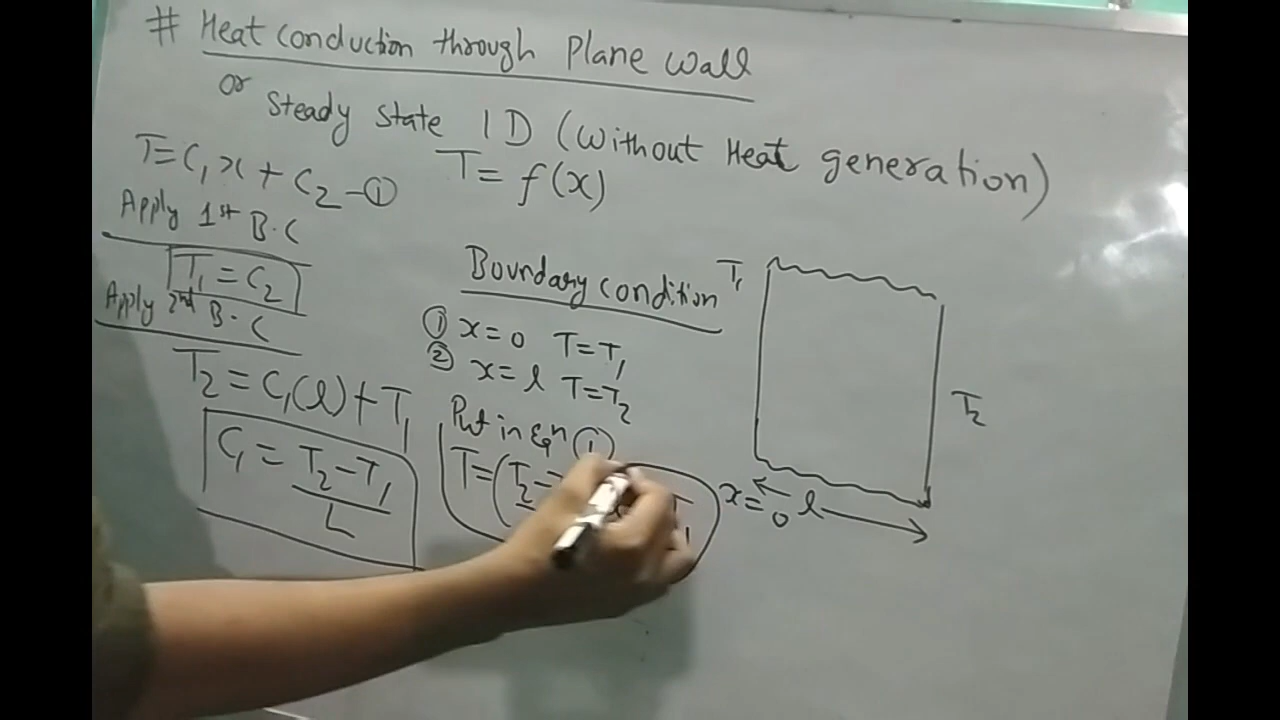 # Heat conduction through Plane wall
or Steady State 1D (without Heat generation)
T=C₁x+C₂-①
T=f(x)
Apply 1st B.C
T₁=C₂
Apply 2nd B.C
T₂=C₁(l)+T₁
C₁=T₂-T₁/L
Boundary condition
① x=0 T=T₁
② x=l T=T₂
Put in Eqn ①
T=(T₂-
T₁
T₁
T₂
x=0
l